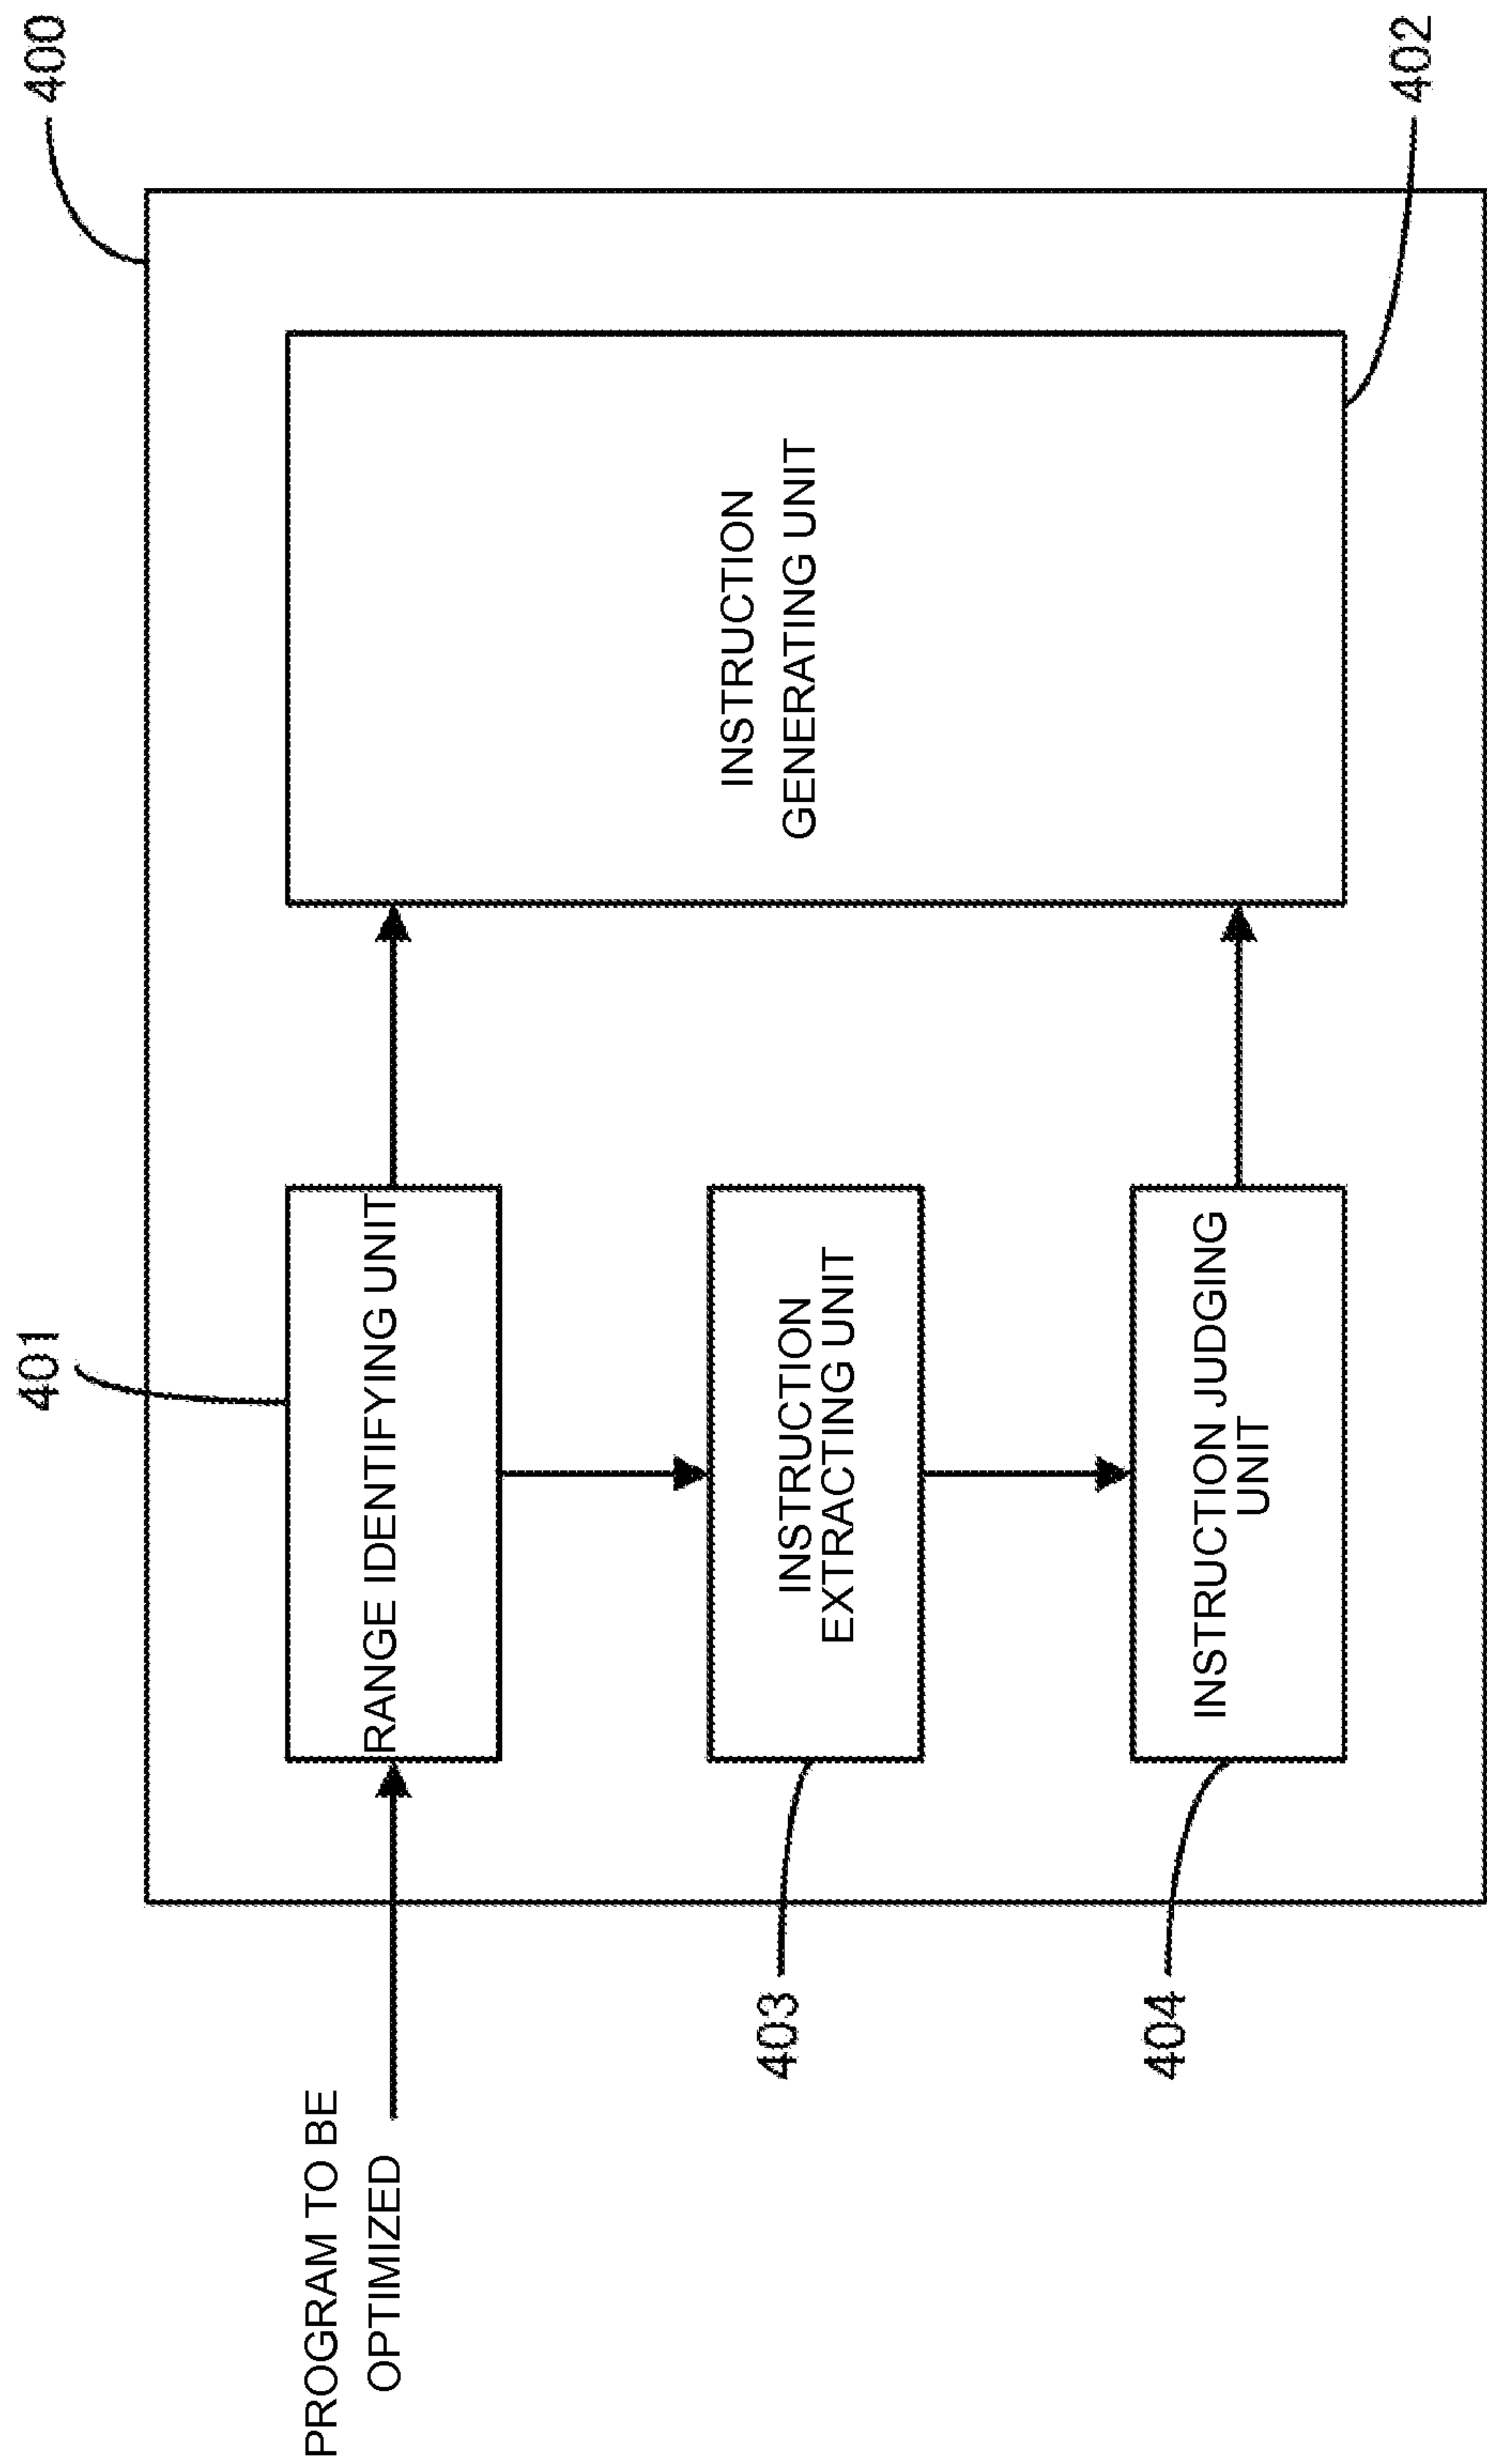 400
401
PROGRAM TO BE
OPTIMIZED
RANGE IDENTIFYING UNIT
INSTRUCTION
GENERATING UNIT
INSTRUCTION
EXTRACTING UNIT
403
INSTRUCTION JUDGING
UNIT
404
402